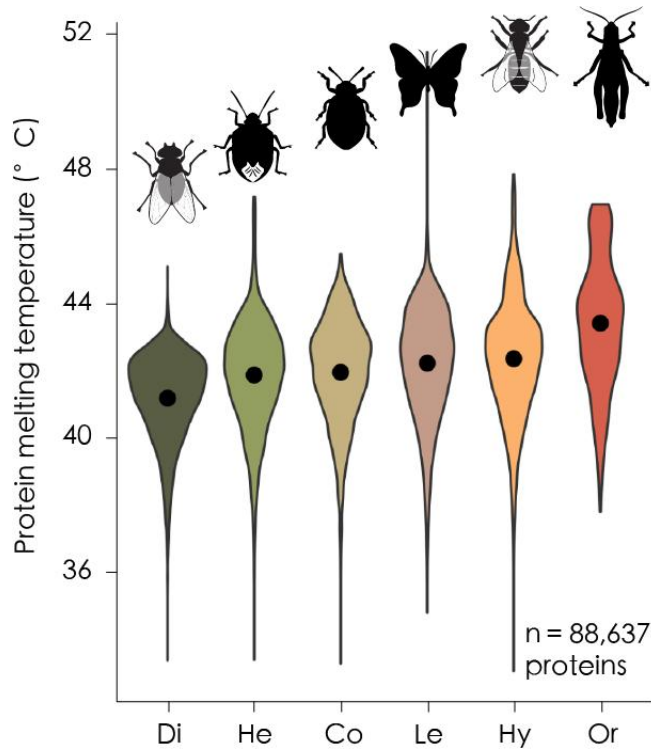 Protein melting temperature (° C)
52
48
44
40
36
n = 88,637
proteins
Di He Co Le Hy Or